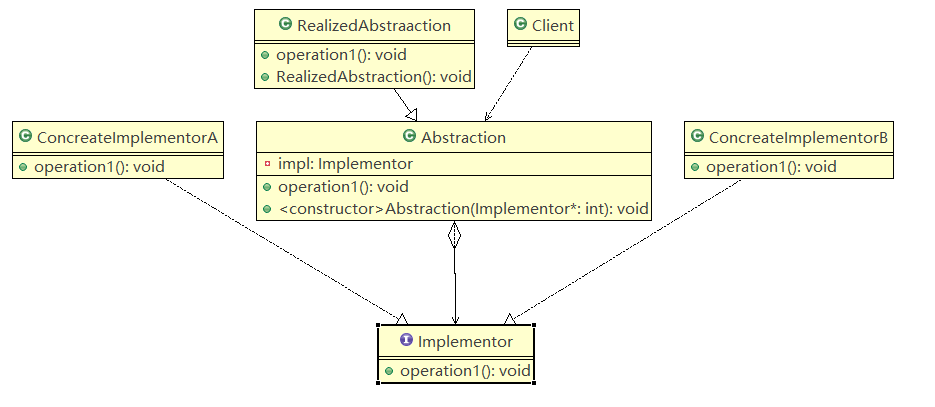 RealizedAbstraaction
operation1(): void
RealizedAbstraction(): void
Client
ConcreateImplementorA
operation1(): void
Abstraction
impl: Implementor
operation1(): void
<constructor>Abstraction(Implementor*: int): void
ConcreateImplementorB
operation1(): void
Implementor
operation1(): void